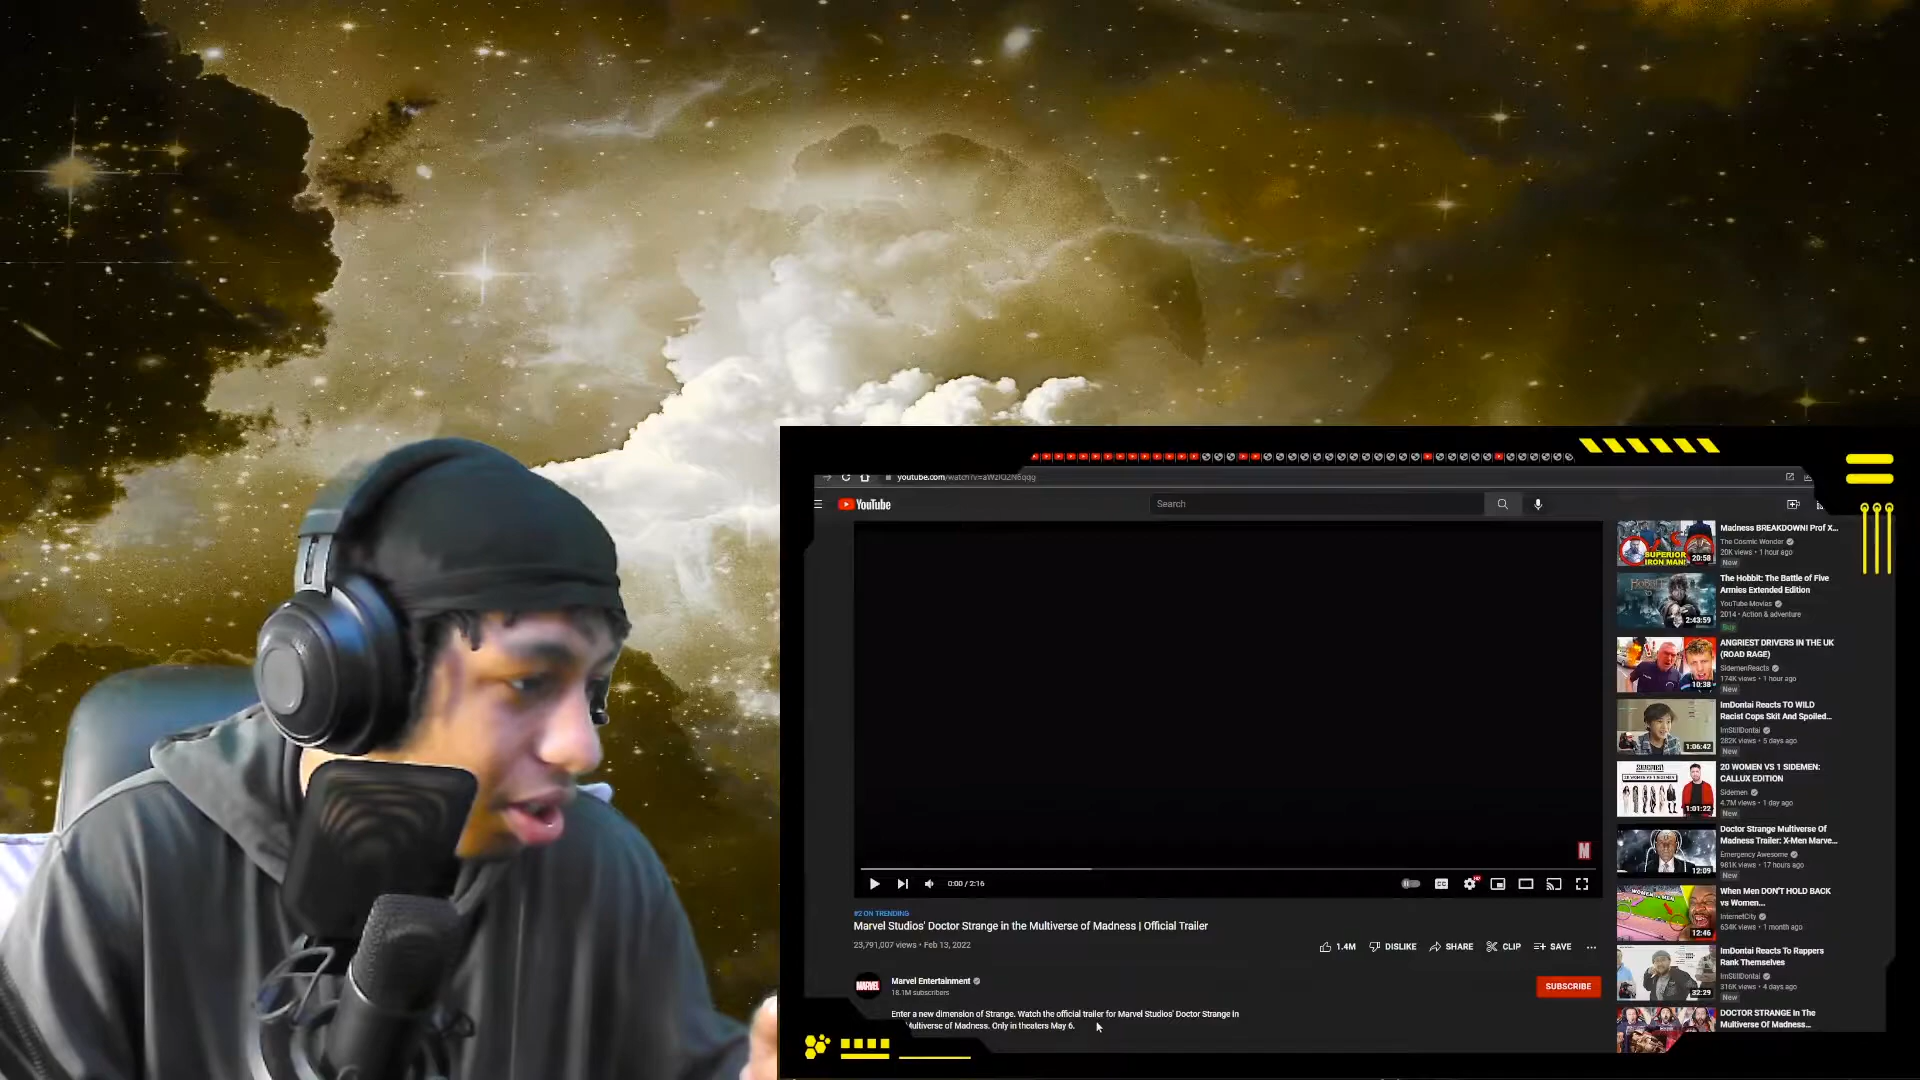 youtube.com/watch?v=aWzlQ2N6qqg
YouTube
Search
M
0:00 / 2:16
#2 ON TRENDING
Marvel Studios' Doctor Strange in the Multiverse of Madness | Official Trailer
23,791,007 views • Feb 13, 2022
1.4M DISLIKE SHARE CLIP SAVE
MARVEL
Marvel Entertainment
18.1M subscribers
SUBSCRIBE
Enter a new dimension of Strange. Watch the official trailer for Marvel Studios' Doctor Strange in
Multiverse of Madness. Only in theaters May 6.
SUPERIOR
IRON MAN!
20:58
Madness BREAKDOWN! Prof X...
The Cosmic Wonder
20K views • 1 hour ago
New
2:43:59
The Hobbit: The Battle of Five
Armies Extended Edition
YouTube Movies
2014 • Action & adventure
Buy
10:38
ANGRIEST DRIVERS IN THE UK
(ROAD RAGE)
SidemenReacts
174K views • 1 hour ago
New
1:06:42
ImDontai Reacts TO WILD
Racist Cops Skit And Spoiled...
ImStillDontai
282K views • 5 days ago
New
1:01:22
20 WOMEN VS 1 SIDEMEN:
CALLUX EDITION
Sidemen
4.7M views • 1 day ago
New
12:09
Doctor Strange Multiverse Of
Madness Trailer: X-Men Marve...
Emergency Awesome
981K views • 17 hours ago
New
12:46
When Men DON'T HOLD BACK
vs Women...
InternetCity
634K views • 1 month ago
32:29
ImDontai Reacts To Rappers
Rank Themselves
ImStillDontai
316K views • 4 days ago
New
DOCTOR STRANGE In The
Multiverse Of Madness...